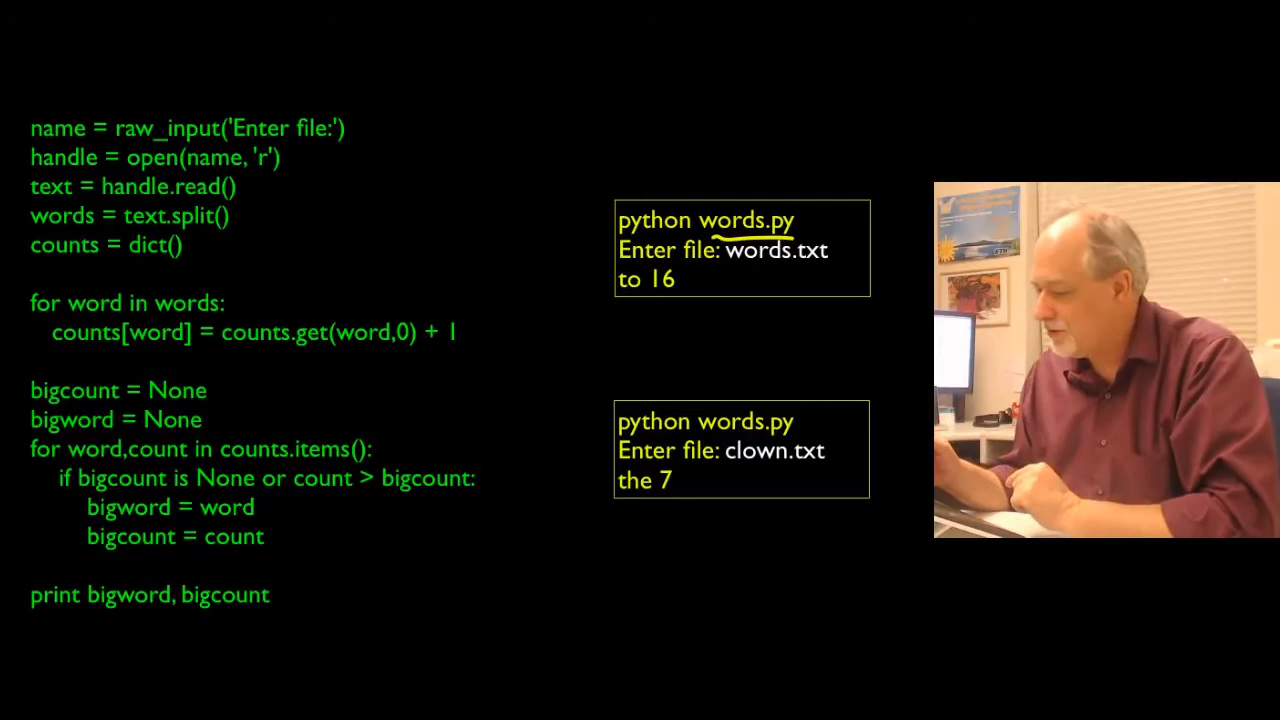 name = raw_input('Enter file:')
handle = open(name, 'r')
text = handle.read()
words = text.split()
counts = dict()
for word in words:
counts[word] = counts.get(word,0) + 1
bigcount = None
bigword = None
for word,count in counts.items():
if bigcount is None or count > bigcount:
bigword = word
bigcount = count
print bigword, bigcount
python words.py
Enter file: words.txt
to 16
python words.py
Enter file: clown.txt
the 7